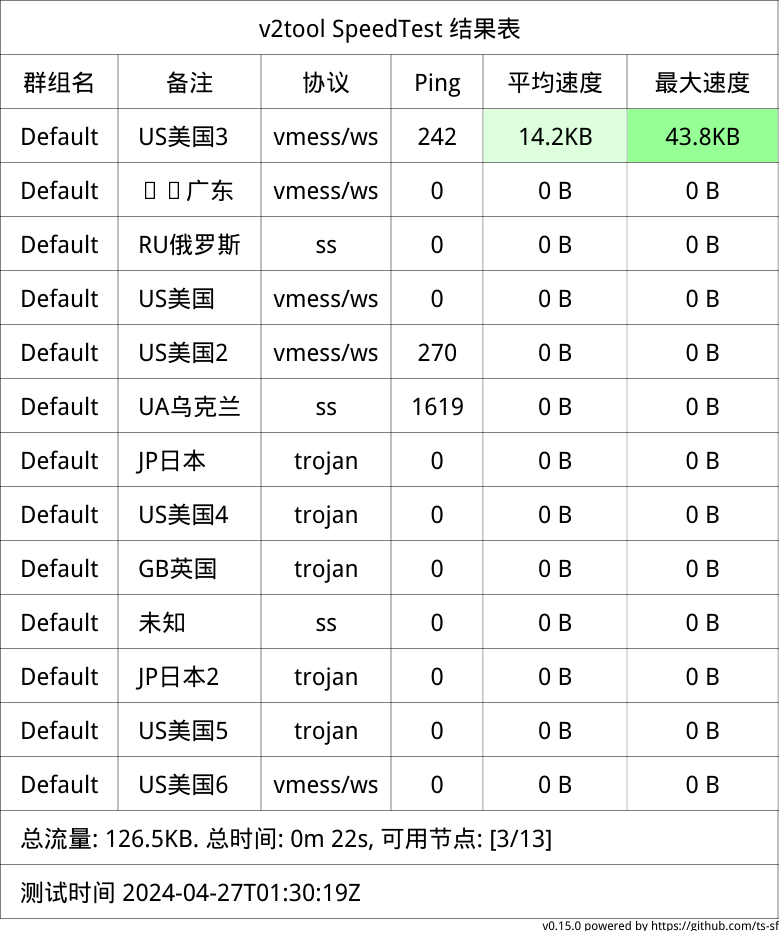 v2tool SpeedTest 结果表
群组名 备注 协议 Ping 平均速度 最大速度
Default US美国3 vmess/ws 242 14.2KB 43.8KB
Default 广东 vmess/ws 0 0 B 0 B
Default RU俄罗斯 ss 0 0 B 0 B
Default US美国 vmess/ws 0 0 B 0 B
Default US美国2 vmess/ws 270 0 B 0 B
Default UA乌克兰 ss 1619 0 B 0 B
Default JP日本 trojan 0 0 B 0 B
Default US美国4 trojan 0 0 B 0 B
Default GB英国 trojan 0 0 B 0 B
Default 未知 ss 0 0 B 0 B
Default JP日本2 trojan 0 0 B 0 B
Default US美国5 trojan 0 0 B 0 B
Default US美国6 vmess/ws 0 0 B 0 B
总流量: 126.5KB. 总时间: 0m 22s, 可用节点: [3/13]
测试时间 2024-04-27T01:30:19Z
v0.15.0 powered by https://github.com/ts-sf